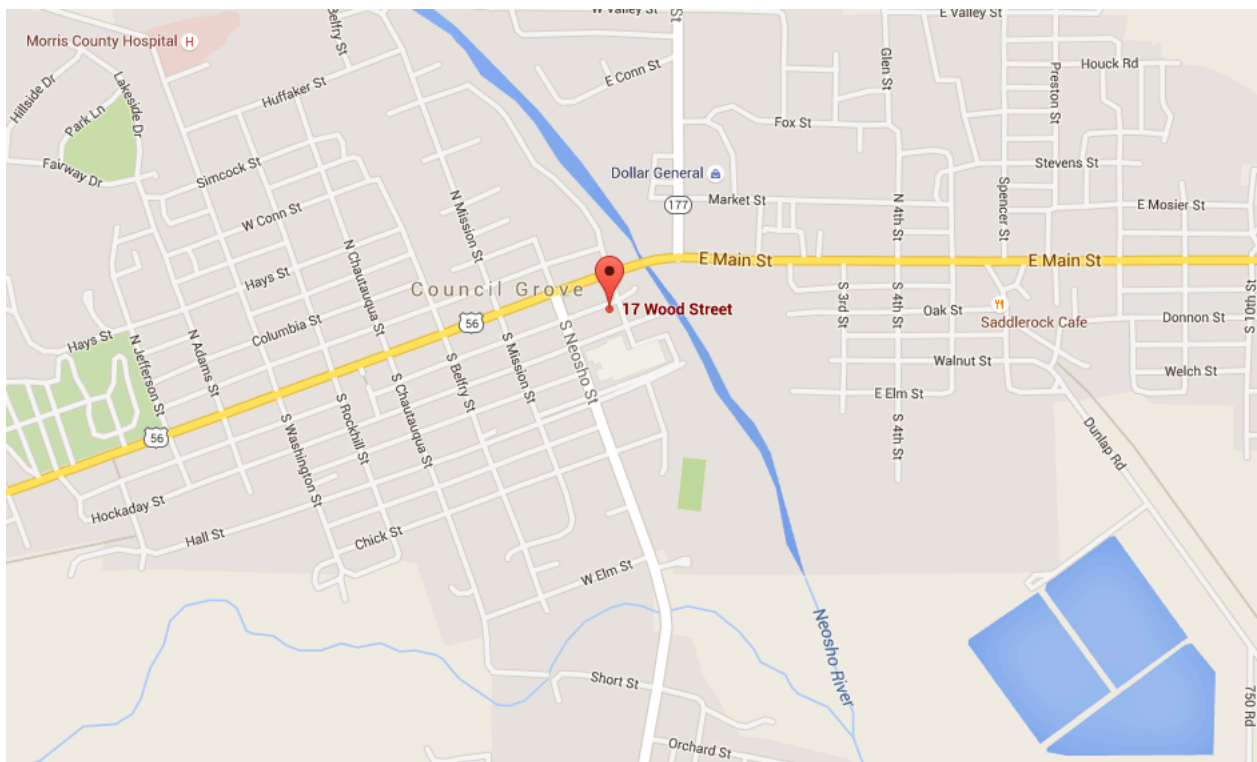 W Valley St
St
E Valley St
Belfry St
Morris County Hospital
H
Glen St
Preston St
Houck Rd
E Conn St
Hillside Dr
Lakeside Dr
Park Ln
Huffaker St
Fox St
Stevens St
Fairway Dr
Simcock St
Dollar General
N Mission St
177
Market St
N 4th St
Spencer St
E Mosier St
W Conn St
N Chautauqua St
E Main St
E Main St
Hays St
Council Grove
17 Wood Street
S 3rd St
S 4th St
Oak St
Saddlerock Cafe
Donnon St
S 10th St
56
Columbia St
Hays St
N Jefferson St
N Adams St
S Neosho St
S Mission St
S Belfry St
Walnut St
Welch St
E Elm St
S Chautauqua St
S Rockhill St
S Washington St
56
S 4th St
Dunlap Rd
Hockaday St
Hall St
Chick St
W Elm St
Neosho River
Short St
750 Rd
Orchard St